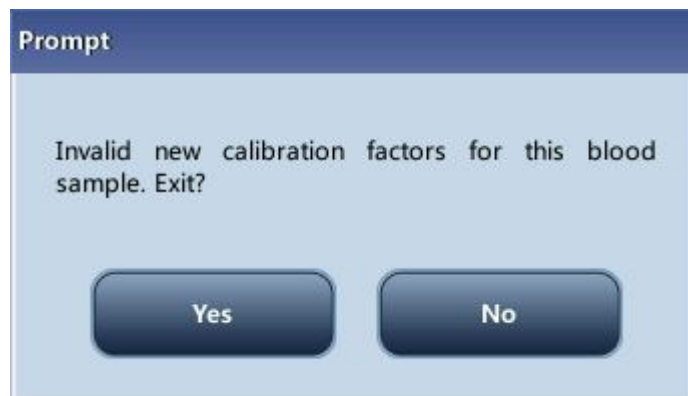 Prompt
Invalid new calibration factors for this blood
sample. Exit?
Yes
No